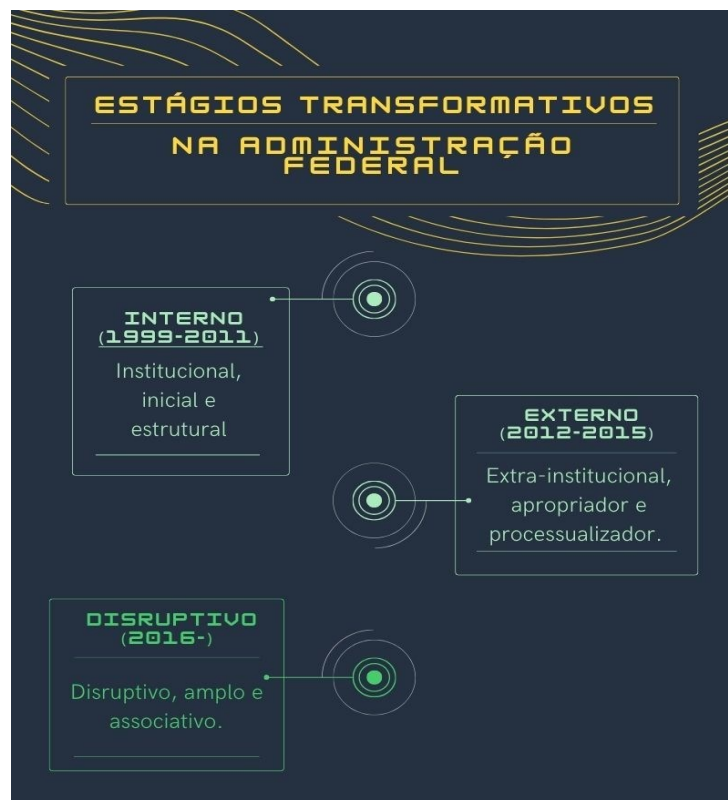 ESTÁGIOS TRANSFORMATIVOS
NA ADMINISTRAÇÃO
FEDERAL
INTERNO
(1999-2011)
Institucional,
inicial e
estrutural
EXTERNO
(2012-2015)
Extra-institucional,
apropriador e
processualizador.
DISRUPTIVO
(2016-)
Disruptivo, amplo e
associativo.